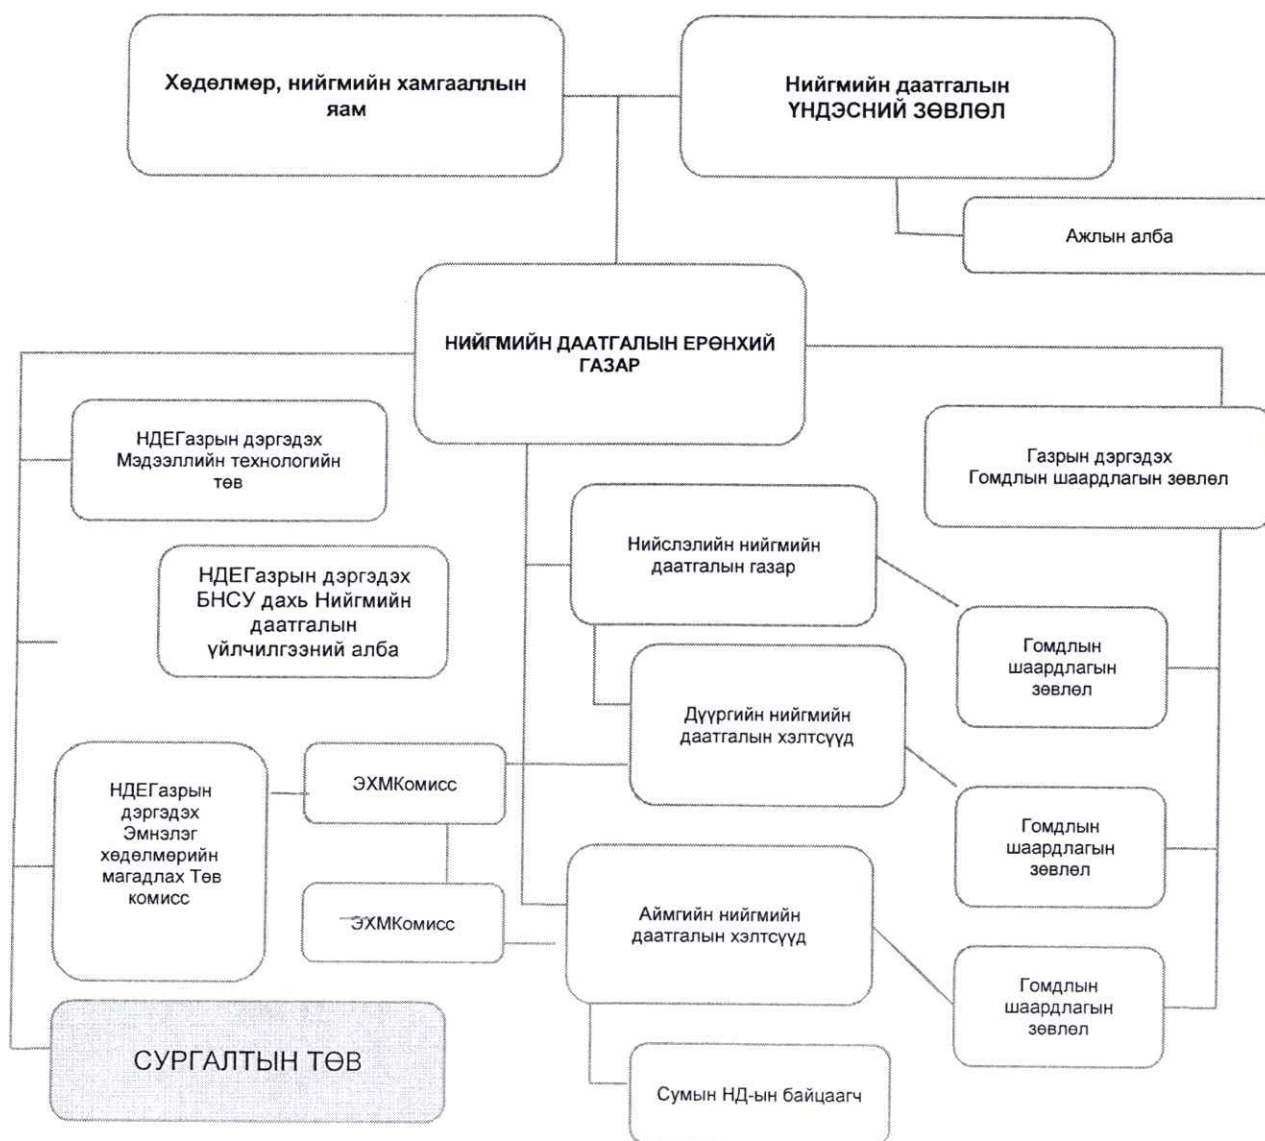 Хөдөлмөр, нийгмийн хамгааллын
яам
Нийгмийн даатгалын
ҮНДЭСНИЙ ЗӨВЛӨЛ
Ажлын алба
НИЙГМИЙН ДААТГАЛЫН ЕРӨНХИЙ
ГАЗАР
НДЕГазрын дэргэдэх
Мэдээллийн технологийн
төв
Газрын дэргэдэх
Гомдлын шаардлагын зөвлөл
Нийслэлийн нийгмийн
даатгалын газар
НДЕГазрын дэргэдэх
БНСУ дахь Нийгмийн
даатгалын
үйлчилгээний алба
Гомдлын
шаардлагын
зөвлөл
Дүүргийн нийгмийн
даатгалын хэлтсүүд
НДЕГазрын
дэргэдэх
Эмнэлэг
хөдөлмөрийн
магадлах Төв
комисс
ЭХМКомисс
Гомдлын
шаардлагын
зөвлөл
ЭХМКомисс
Аймгийн нийгмийн
даатгалын хэлтсүүд
Гомдлын
шаардлагын
зөвлөл
СУРГАЛТЫН ТӨВ
Сумын НД-ын байцаагч